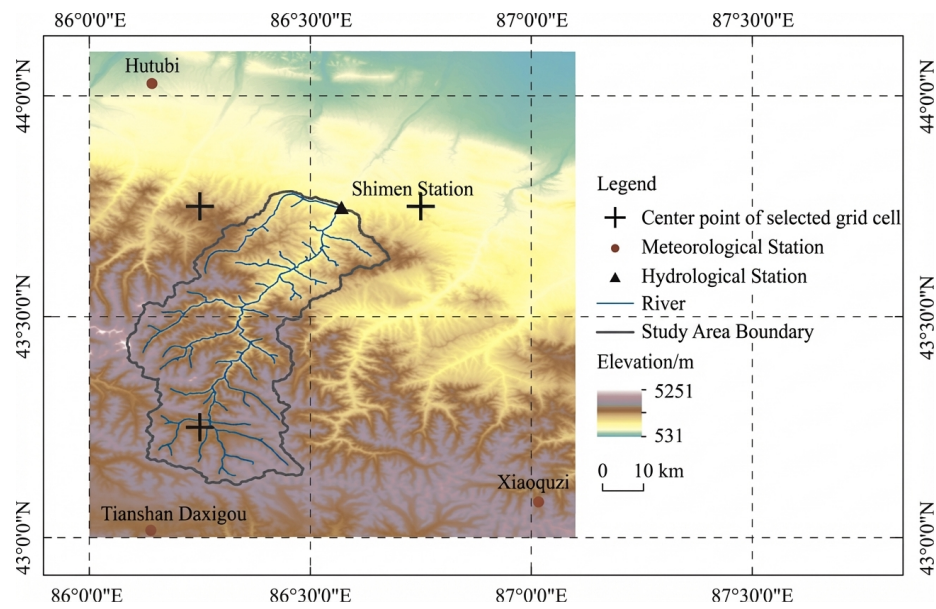 86°0'0"E 86°30'0"E 87°0'0"E 87°30'0"E
44°0'0"N
43°30'0"N
43°0'0"N
Hutubi
Shimen Station
Xiaoquzi
Tianshan Daxigou
Legend
Center point of selected grid cell
Meteorological Station
Hydrological Station
River
Study Area Boundary
Elevation/m
5251
531
0 10 km
44°0'0"N
43°30'0"N
43°0'0"N
86°0'0"E 86°30'0"E 87°0'0"E 87°30'0"E